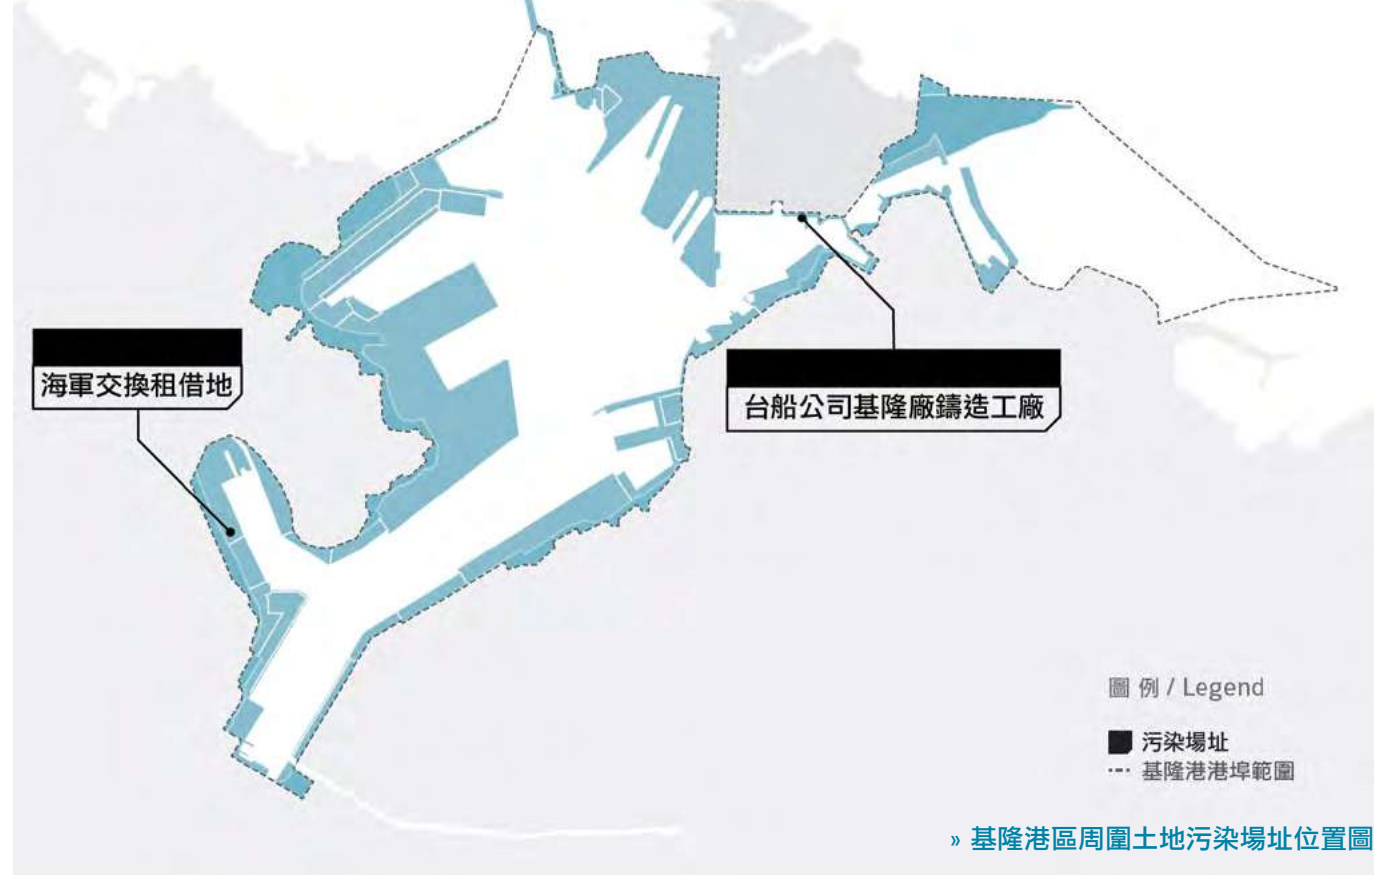 海軍交換租借地
台船公司基隆廠鑄造工廠
圖 例 / Legend
污染場址
基隆港港埠範圍
» 基隆港區周圍土地污染場址位置圖